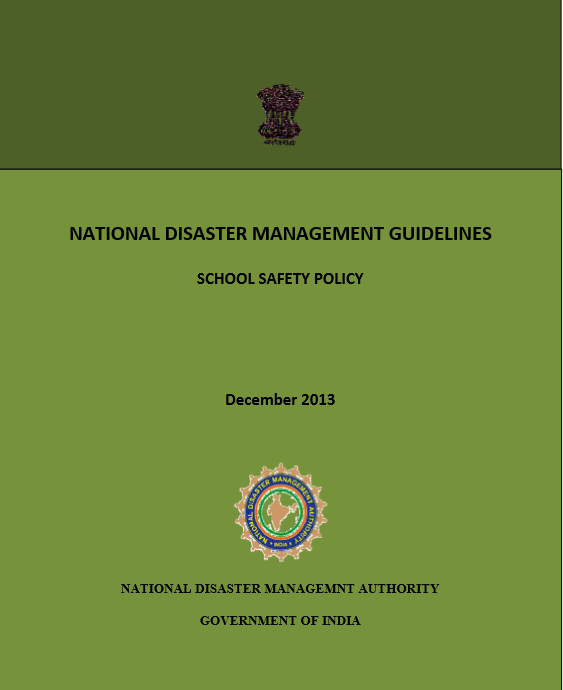 NATIONAL DISASTER MANAGEMENT GUIDELINES
SCHOOL SAFETY POLICY
December 2013
NATIONAL DISASTER MANAGEMENT AUTHORITY
INDIA
NATIONAL DISASTER MANAGEMNT AUTHORITY
GOVERNMENT OF INDIA